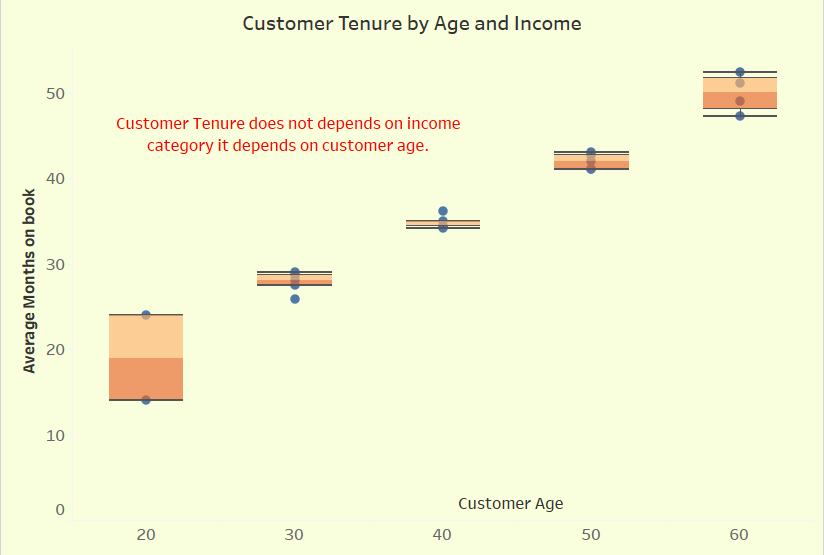 Customer Tenure by Age and Income
Customer Tenure does not depends on income
category it depends on customer age.
Average Months on book
50
40
30
20
10
0
Customer Age
20
30
40
50
60